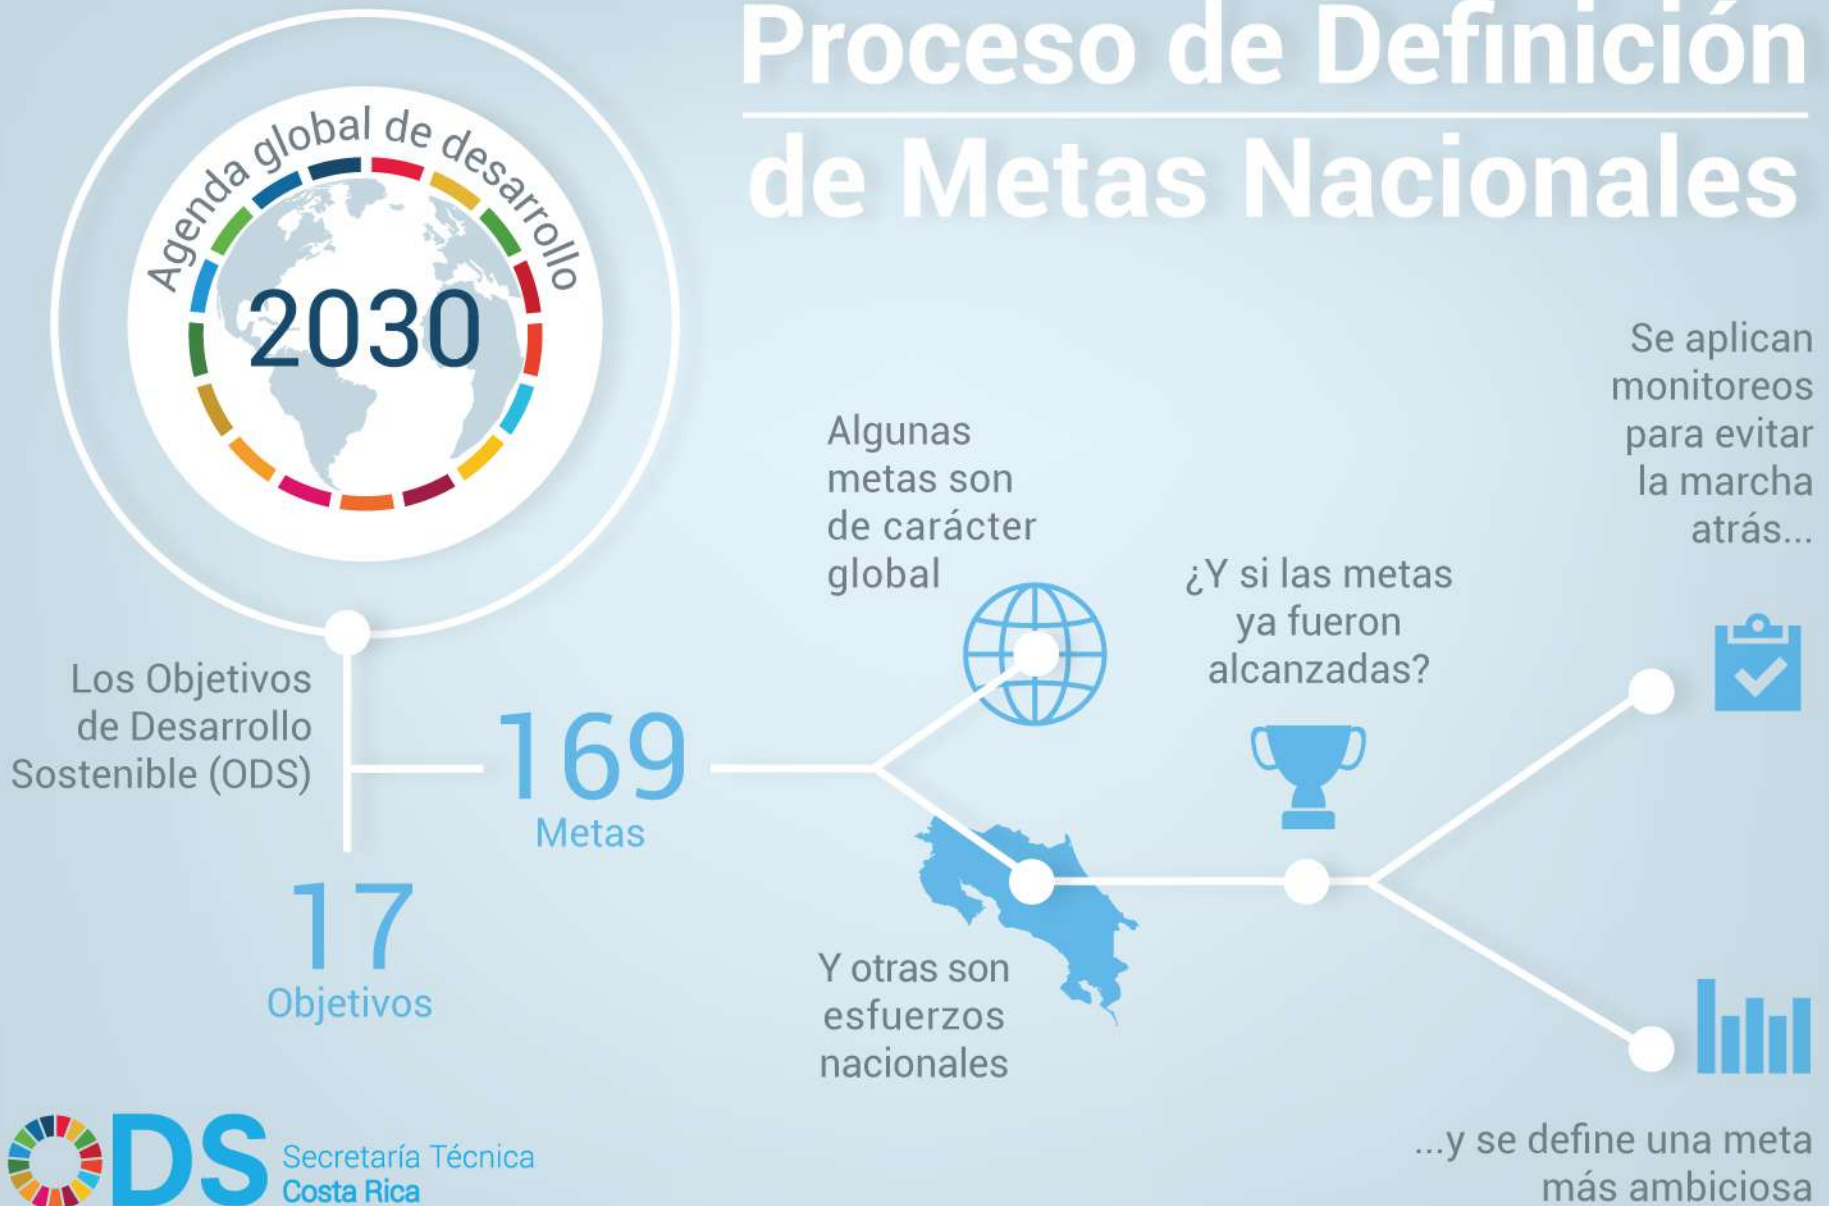 Proceso de Definición
de Metas Nacionales
Agenda global de desarrollo
2030
Los Objetivos
de Desarrollo
Sostenible (ODS)
17
Objetivos
169
Metas
Algunas
metas son
de carácter
global
Y otras son
esfuerzos
nacionales
¿Y si las metas
ya fueron
alcanzadas?
Se aplican
monitoreos
para evitar
la marcha
atrás...
...y se define una meta
más ambiciosa
ODS
Secretaría Técnica
Costa Rica